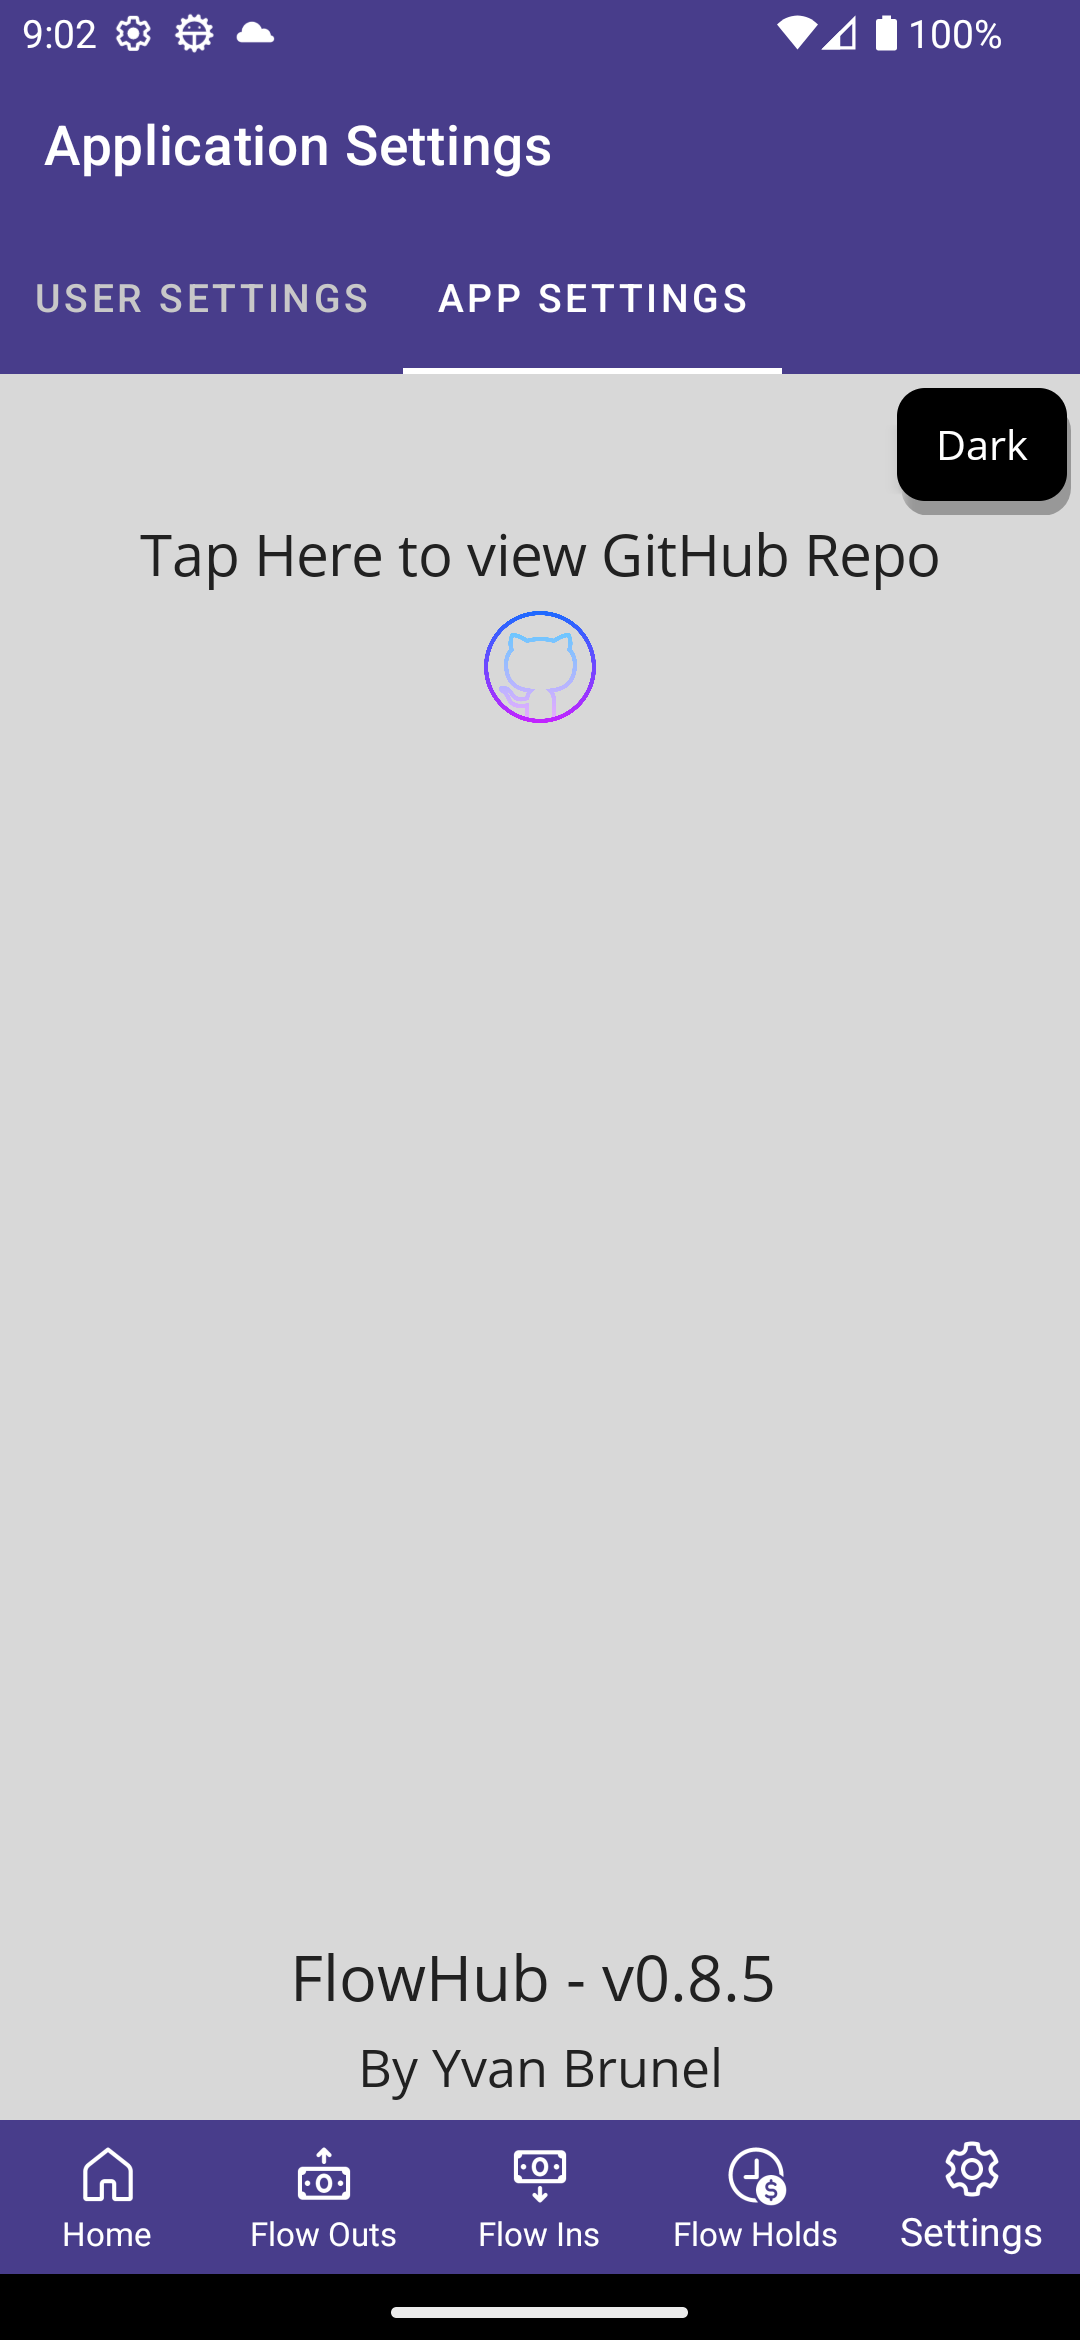 9:02 100%
Application Settings
USER SETTINGS APP SETTINGS
Dark
Tap Here to view GitHub Repo
FlowHub - v0.8.5
By Yvan Brunel
Home Flow Outs Flow Ins Flow Holds Settings